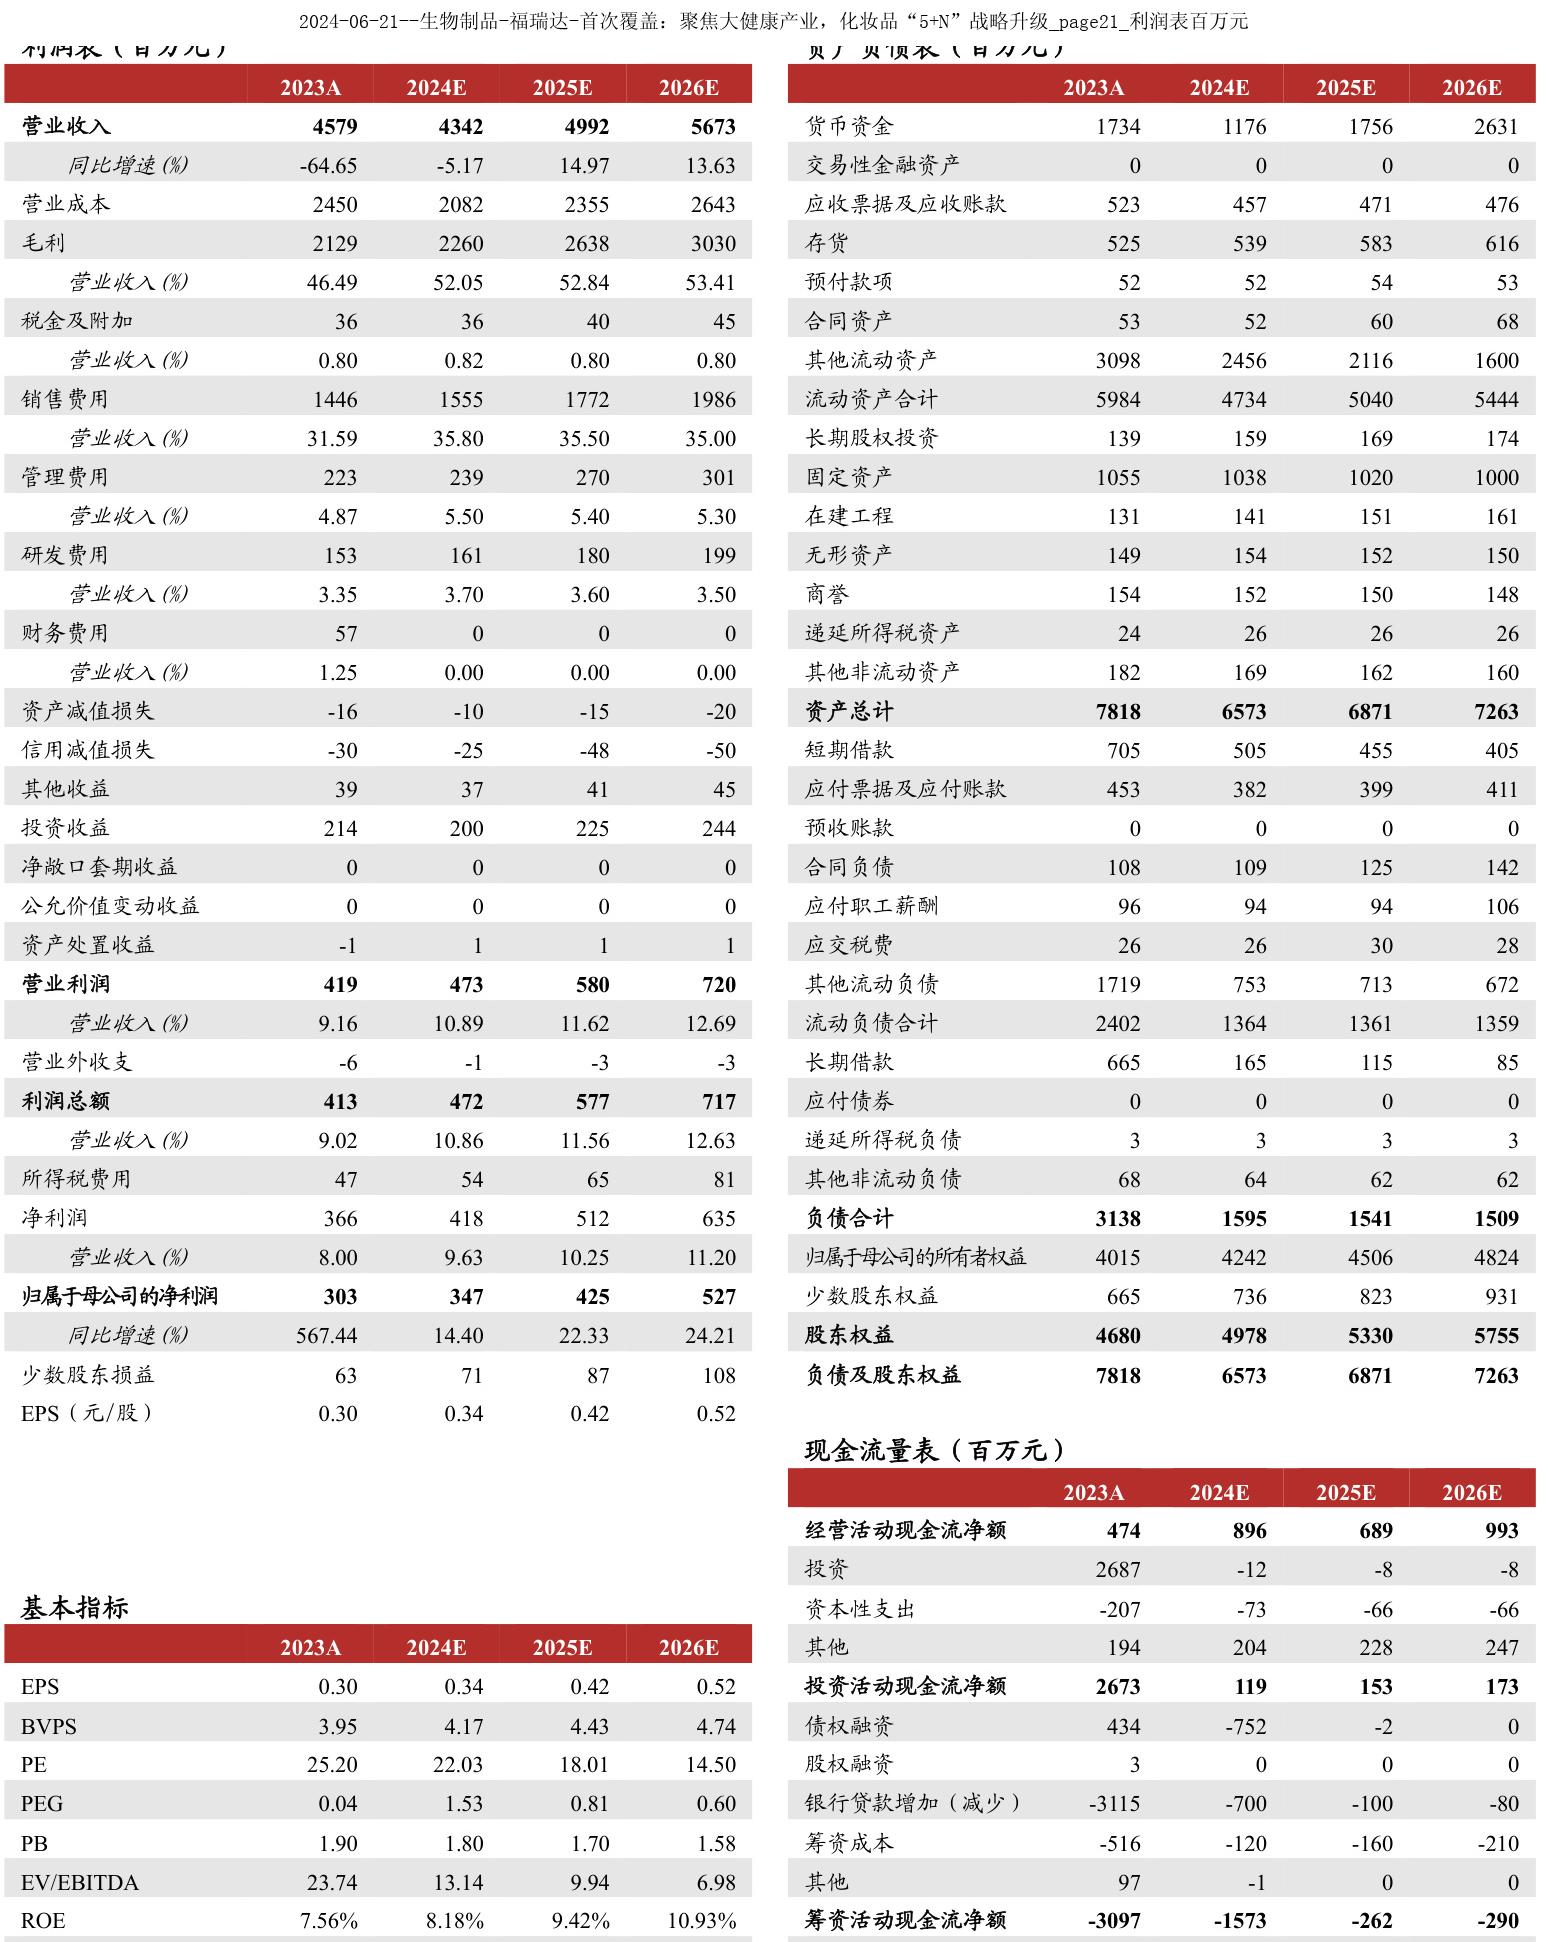 2024-06-21--生物制品-福瑞达-首次覆盖：聚焦大健康产业，化妆品“5+N”战略升级_page21_利润表百万元
利润表（百万元）
2023A 2024E 2025E 2026E
营业收入 4579 4342 4992 5673
同比增速(%) -64.65 -5.17 14.97 13.63
营业成本 2450 2082 2355 2643
毛利 2129 2260 2638 3030
营业收入(%) 46.49 52.05 52.84 53.41
税金及附加 36 36 40 45
营业收入(%) 0.80 0.82 0.80 0.80
销售费用 1446 1555 1772 1986
营业收入(%) 31.59 35.80 35.50 35.00
管理费用 223 239 270 301
营业收入(%) 4.87 5.50 5.40 5.30
研发费用 153 161 180 199
营业收入(%) 3.35 3.70 3.60 3.50
财务费用 57 0 0 0
营业收入(%) 1.25 0.00 0.00 0.00
资产减值损失 -16 -10 -15 -20
信用减值损失 -30 -25 -48 -50
其他收益 39 37 41 45
投资收益 214 200 225 244
净敞口套期收益 0 0 0 0
公允价值变动收益 0 0 0 0
资产处置收益 -1 1 1 1
营业利润 419 473 580 720
营业收入(%) 9.16 10.89 11.62 12.69
营业外收支 -6 -1 -3 -3
利润总额 413 472 577 717
营业收入(%) 9.02 10.86 11.56 12.63
所得税费用 47 54 65 81
净利润 366 418 512 635
营业收入(%) 8.00 9.63 10.25 11.20
归属于母公司的净利润 303 347 425 527
同比增速(%) 567.44 14.40 22.33 24.21
少数股东损益 63 71 87 108
EPS（元/股） 0.30 0.34 0.42 0.52
基本指标
2023A 2024E 2025E 2026E
EPS 0.30 0.34 0.42 0.52
BVPS 3.95 4.17 4.43 4.74
PE 25.20 22.03 18.01 14.50
PEG 0.04 1.53 0.81 0.60
PB 1.90 1.80 1.70 1.58
EV/EBITDA 23.74 13.14 9.94 6.98
ROE 7.56% 8.18% 9.42% 10.93%
资产负债表（百万元）
2023A 2024E 2025E 2026E
货币资金 1734 1176 1756 2631
交易性金融资产 0 0 0 0
应收票据及应收账款 523 457 471 476
存货 525 539 583 616
预付款项 52 52 54 53
合同资产 53 52 60 68
其他流动资产 3098 2456 2116 1600
流动资产合计 5984 4734 5040 5444
长期股权投资 139 159 169 174
固定资产 1055 1038 1020 1000
在建工程 131 141 151 161
无形资产 149 154 152 150
商誉 154 152 150 148
递延所得税资产 24 26 26 26
其他非流动资产 182 169 162 160
资产总计 7818 6573 6871 7263
短期借款 705 505 455 405
应付票据及应付账款 453 382 399 411
预收账款 0 0 0 0
合同负债 108 109 125 142
应付职工薪酬 96 94 94 106
应交税费 26 26 30 28
其他流动负债 1719 753 713 672
流动负债合计 2402 1364 1361 1359
长期借款 665 165 115 85
应付债券 0 0 0 0
递延所得税负债 3 3 3 3
其他非流动负债 68 64 62 62
负债合计 3138 1595 1541 1509
归属于母公司的所有者权益 4015 4242 4506 4824
少数股东权益 665 736 823 931
股东权益 4680 4978 5330 5755
负债及股东权益 7818 6573 6871 7263
现金流量表（百万元）
2023A 2024E 2025E 2026E
经营活动现金流净额 474 896 689 993
投资 2687 -12 -8 -8
资本性支出 -207 -73 -66 -66
其他 194 204 228 247
投资活动现金流净额 2673 119 153 173
债权融资 434 -752 -2 0
股权融资 3 0 0 0
银行贷款增加（减少） -3115 -700 -100 -80
筹资成本 -516 -120 -160 -210
其他 97 -1 0 0
筹资活动现金流净额 -3097 -1573 -262 -290